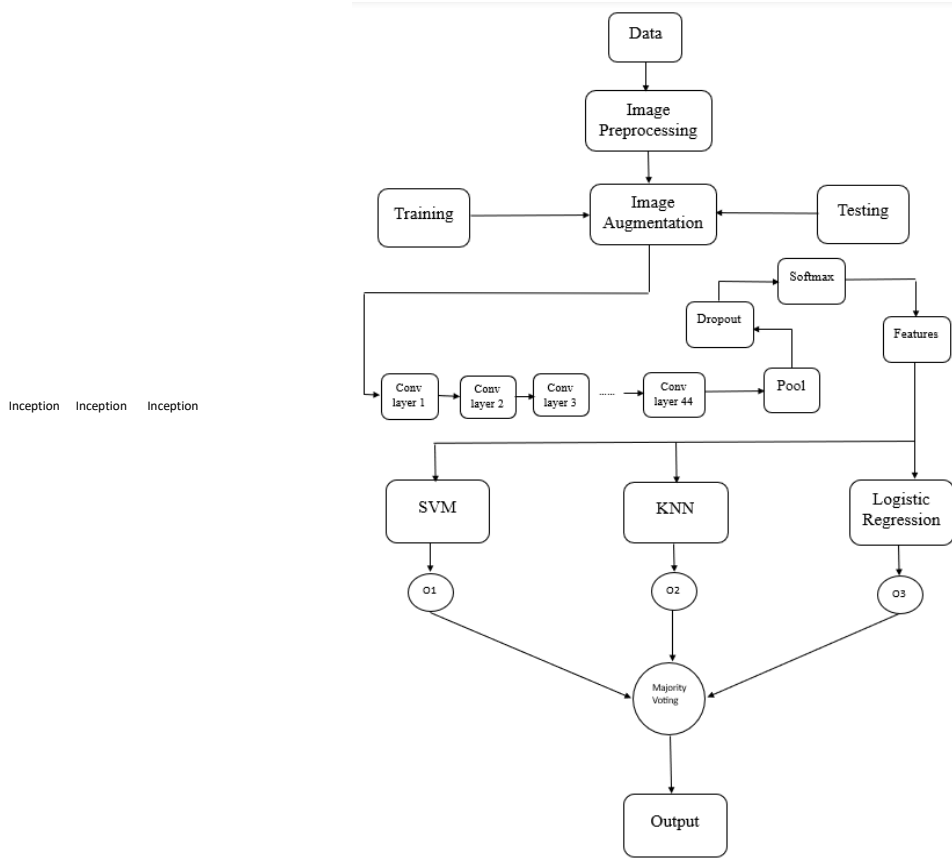 Data
Image
Preprocessing
Training
Image
Augmentation
Testing
Softmax
Dropout
Features
Conv
layer 1
Conv
layer 2
Conv
layer 3
......
Conv
layer 44
Pool
Inception Inception Inception
SVM
KNN
Logistic
Regression
O1
O2
O3
Majority
Voting
Output